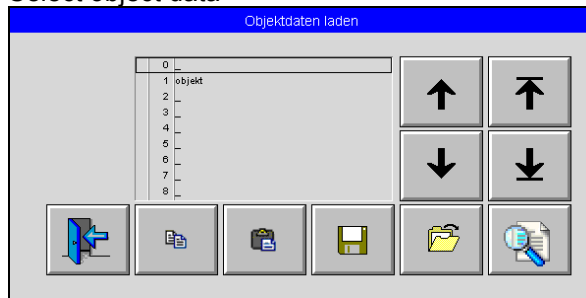 Select object data
Objektdaten laden
0 _
1 objekt
2 _
3 _
4 _
5 _
6 _
7 _
8 _